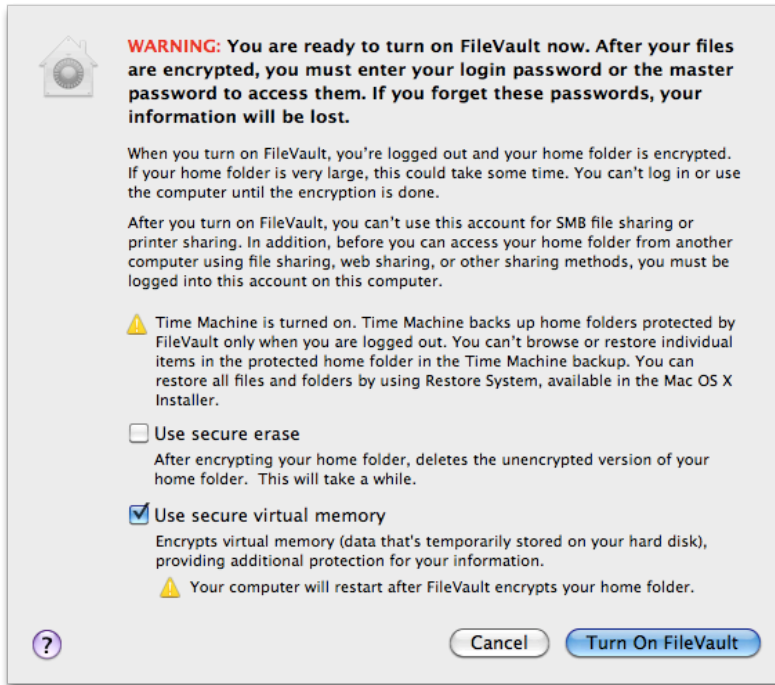 WARNING: You are ready to turn on FileVault now. After your files
are encrypted, you must enter your login password or the master
password to access them. If you forget these passwords, your
information will be lost.
When you turn on FileVault, you’re logged out and your home folder is encrypted.
If your home folder is very large, this could take some time. You can’t log in or use
the computer until the encryption is done.
After you turn on FileVault, you can’t use this account for SMB file sharing or
printer sharing. In addition, before you can access your home folder from another
computer using file sharing, web sharing, or other sharing methods, you must be
logged into this account on this computer.
Time Machine is turned on. Time Machine backs up home folders protected by
FileVault only when you are logged out. You can’t browse or restore individual
items in the protected home folder in the Time Machine backup. You can
restore all files and folders by using Restore System, available in the Mac OS X
Installer.
Use secure erase
After encrypting your home folder, deletes the unencrypted version of your
home folder.  This will take a while.
Use secure virtual memory
Encrypts virtual memory (data that's temporarily stored on your hard disk),
providing additional protection for your information.
Your computer will restart after FileVault encrypts your home folder.
? Cancel Turn On FileVault